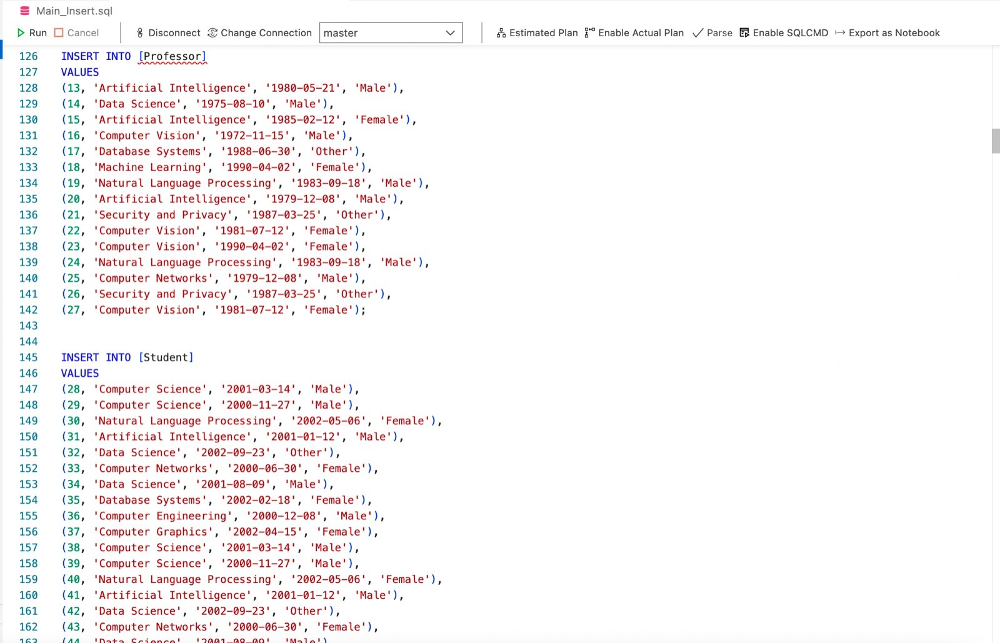 Main_Insert.sql
Run Cancel Disconnect Change Connection master Estimated Plan Enable Actual Plan Parse Enable SQLCMD Export as Notebook
126 INSERT INTO [Professor]
127 VALUES
128 (13, 'Artificial Intelligence', '1980-05-21', 'Male'),
129 (14, 'Data Science', '1975-08-10', 'Male'),
130 (15, 'Artificial Intelligence', '1985-02-12', 'Female'),
131 (16, 'Computer Vision', '1972-11-15', 'Male'),
132 (17, 'Database Systems', '1988-06-30', 'Other'),
133 (18, 'Machine Learning', '1990-04-02', 'Female'),
134 (19, 'Natural Language Processing', '1983-09-18', 'Male'),
135 (20, 'Artificial Intelligence', '1979-12-08', 'Male'),
136 (21, 'Security and Privacy', '1987-03-25', 'Other'),
137 (22, 'Computer Vision', '1981-07-12', 'Female'),
138 (23, 'Computer Vision', '1990-04-02', 'Female'),
139 (24, 'Natural Language Processing', '1983-09-18', 'Male'),
140 (25, 'Computer Networks', '1979-12-08', 'Male'),
141 (26, 'Security and Privacy', '1987-03-25', 'Other'),
142 (27, 'Computer Vision', '1981-07-12', 'Female');
143
144
145 INSERT INTO [Student]
146 VALUES
147 (28, 'Computer Science', '2001-03-14', 'Male'),
148 (29, 'Computer Science', '2000-11-27', 'Male'),
149 (30, 'Natural Language Processing', '2002-05-06', 'Female'),
150 (31, 'Artificial Intelligence', '2001-01-12', 'Male'),
151 (32, 'Data Science', '2002-09-23', 'Other'),
152 (33, 'Computer Networks', '2000-06-30', 'Female'),
153 (34, 'Data Science', '2001-08-09', 'Male'),
154 (35, 'Database Systems', '2002-02-18', 'Female'),
155 (36, 'Computer Engineering', '2000-12-08', 'Male'),
156 (37, 'Computer Graphics', '2002-04-15', 'Female'),
157 (38, 'Computer Science', '2001-03-14', 'Male'),
158 (39, 'Computer Science', '2000-11-27', 'Male'),
159 (40, 'Natural Language Processing', '2002-05-06', 'Female'),
160 (41, 'Artificial Intelligence', '2001-01-12', 'Male'),
161 (42, 'Data Science', '2002-09-23', 'Other'),
162 (43, 'Computer Networks', '2000-06-30', 'Female'),
163 (44, 'Data Science', '2001-08-09', 'Male'),